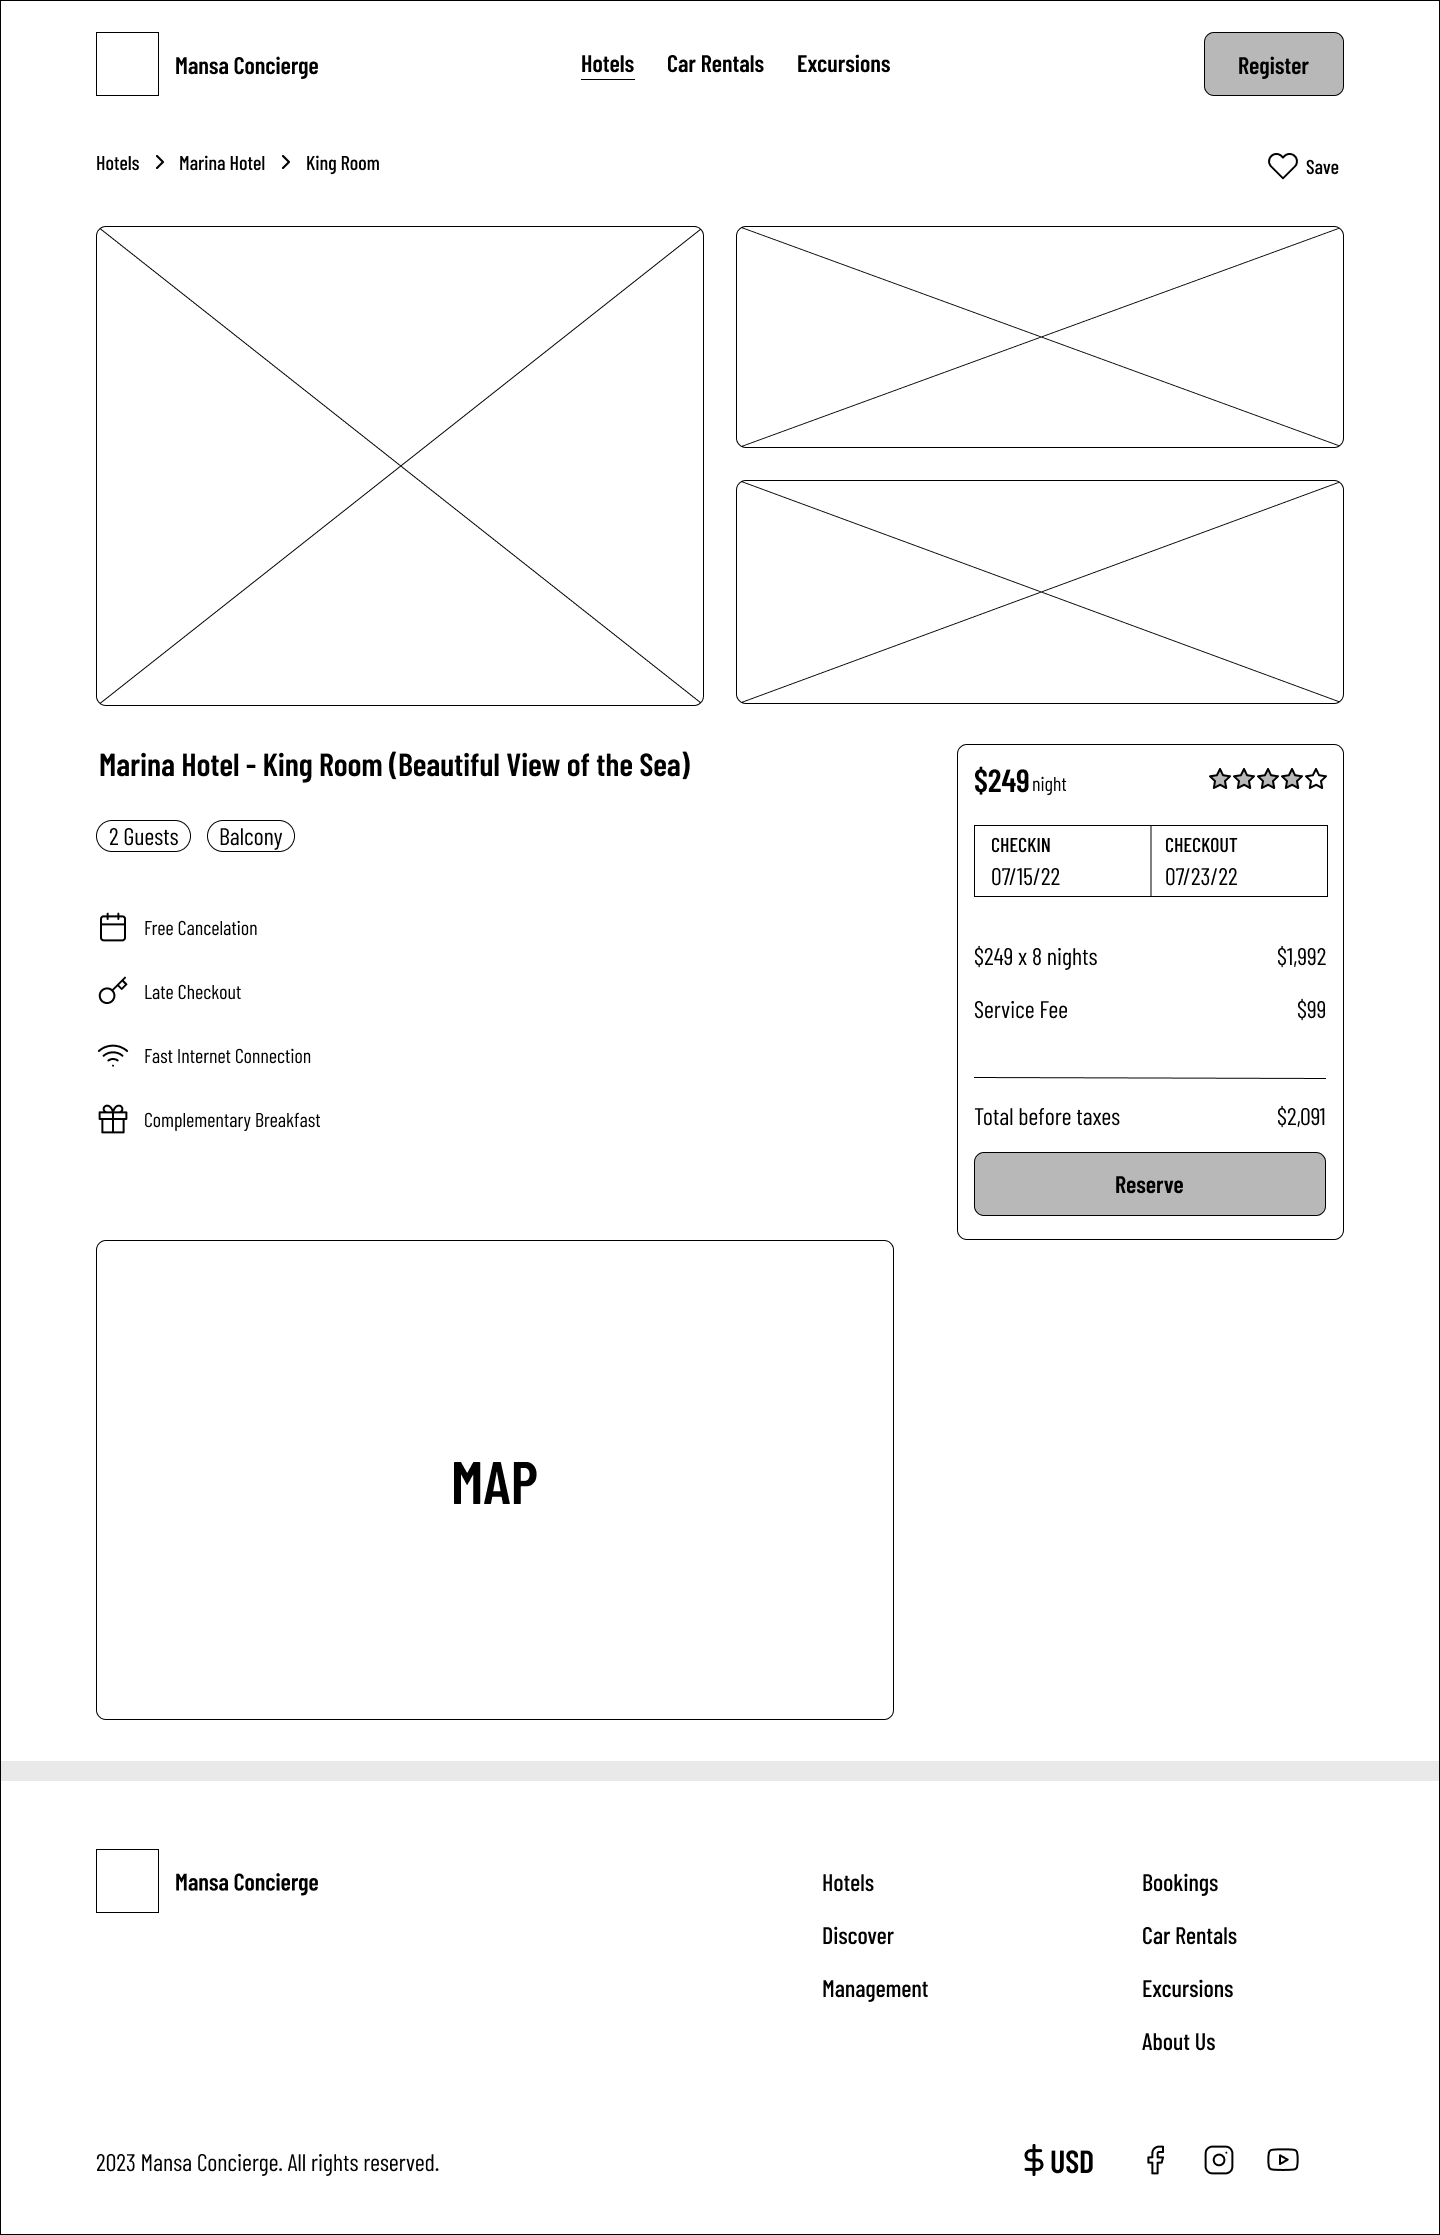 Mansa Concierge
Hotels Car Rentals Excursions
Register
Hotels > Marina Hotel > King Room
Save
Marina Hotel - King Room (Beautiful View of the Sea)
2 Guests Balcony
Free Cancelation
Late Checkout
Fast Internet Connection
Complementary Breakfast
$249 night
CHECKIN CHECKOUT
07/15/22 07/23/22
$249 x 8 nights $1,992
Service Fee $99
Total before taxes $2,091
Reserve
MAP
Mansa Concierge
Hotels
Discover
Management
Bookings
Car Rentals
Excursions
About Us
2023 Mansa Concierge. All rights reserved.
$ USD